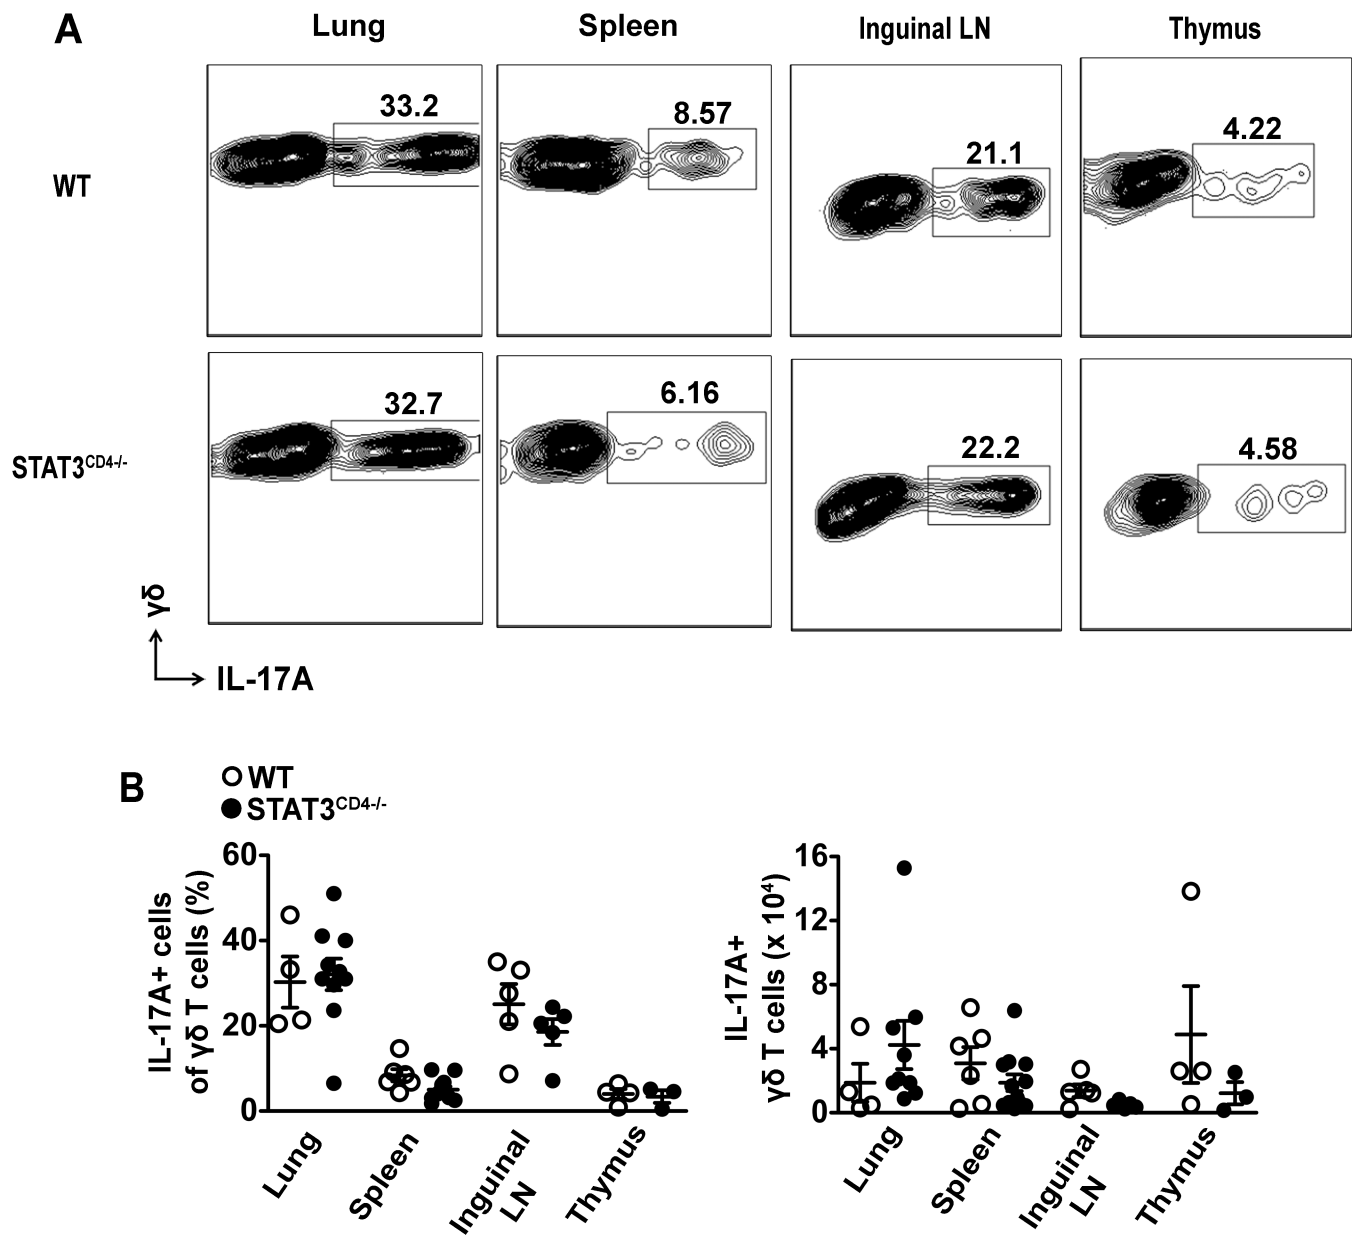 A
Lung Spleen Inguinal LN Thymus
WT
33.2 8.57 21.1 4.22
STAT3CD4-/-
32.7 6.16 22.2 4.58
γδ
IL-17A
B
WT
STAT3CD4-/-
IL-17A+ cells
of γδ T cells (%)
60
40
20
0
Lung
Spleen
Inguinal
LN
Thymus
IL-17A+
γδ T cells (x 10⁴)
16
12
8
4
0
Lung
Spleen
Inguinal
LN
Thymus